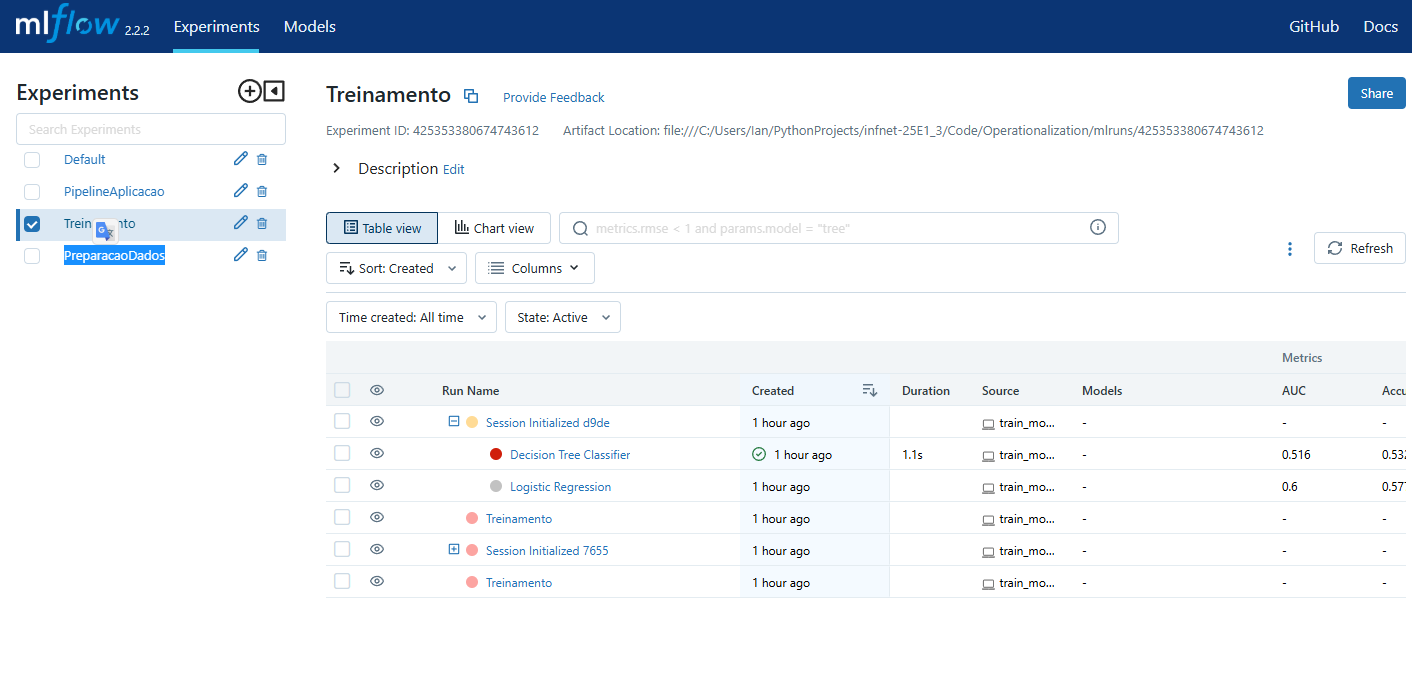 mlflow 2.2.2 Experiments Models GitHub Docs
Experiments
Search Experiments
Default
PipelineAplicacao
PreparacaoDados
Treinamento Provide Feedback Share
Experiment ID: 425353380674743612 Artifact Location: file:///C:/Users/Ian/PythonProjects/infnet-25E1_3/Code/Operationalization/mlruns/425353380674743612
Description Edit
Table view Chart view metrics.rmse < 1 and params.model = "tree"
Refresh
Sort: Created Columns
Time created: All time State: Active
Metrics
Run Name Created Duration Source Models AUC Accu
Session Initialized d9de 1 hour ago train_mo... - - -
Decision Tree Classifier 1 hour ago 1.1s train_mo... - 0.516 0.532
Logistic Regression 1 hour ago train_mo... - 0.6 0.577
Treinamento 1 hour ago train_mo... - - -
Session Initialized 7655 1 hour ago train_mo... - - -
Treinamento 1 hour ago train_mo... - - -